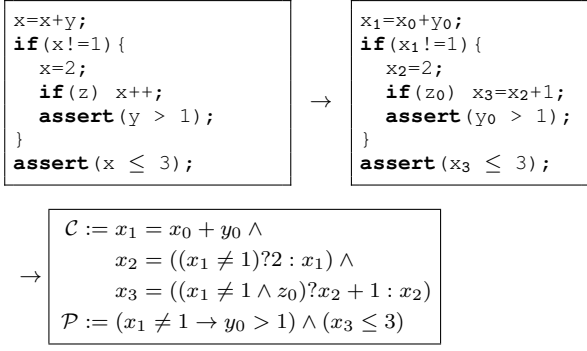 x=x+y;
if(x!=1){
x=2;
if(z) x++;
assert(y > 1);
}
assert(x ≤ 3);
→
x₁=x₀+y₀;
if(x₁!=1){
x₂=2;
if(z₀) x₃=x₂+1;
assert(y₀ > 1);
}
assert(x₃ ≤ 3);
→
𝒞 := x₁ = x₀ + y₀ ∧
x₂ = ((x₁ ≠ 1)?2 : x₁) ∧
x₃ = ((x₁ ≠ 1 ∧ z₀)?x₂ + 1 : x₂)
𝒫 := (x₁ ≠ 1 → y₀ > 1) ∧ (x₃ ≤ 3)